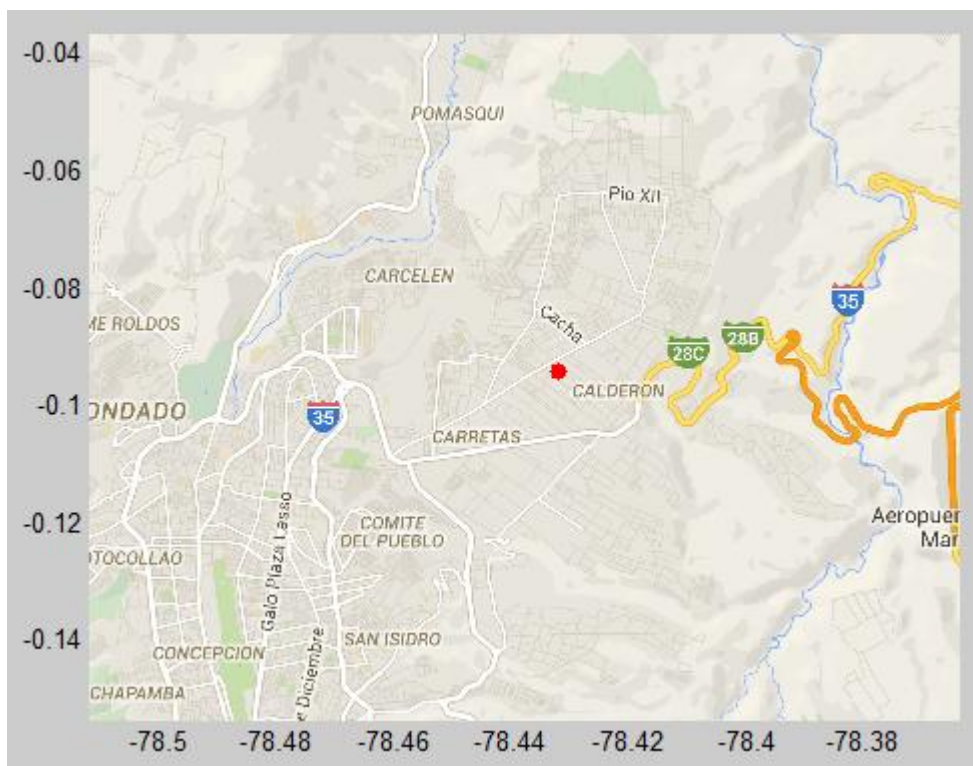 -0.04
POMASQUI
-0.06
Pio XII
-0.08
CARCELEN
35
ME ROLDOS
Cacha
28B
28C
CALDERON
-0.1
ONDADO
35
CARRETAS
-0.12
Galo Plaza Lasso
COMITE
DEL PUEBLO
Aeropuer
Mar
OTOCOLLAO
-0.14
SAN ISIDRO
CONCEPCION
e Diciembre
CHAPAMBA
-78.5
-78.48
-78.46
-78.44
-78.42
-78.4
-78.38